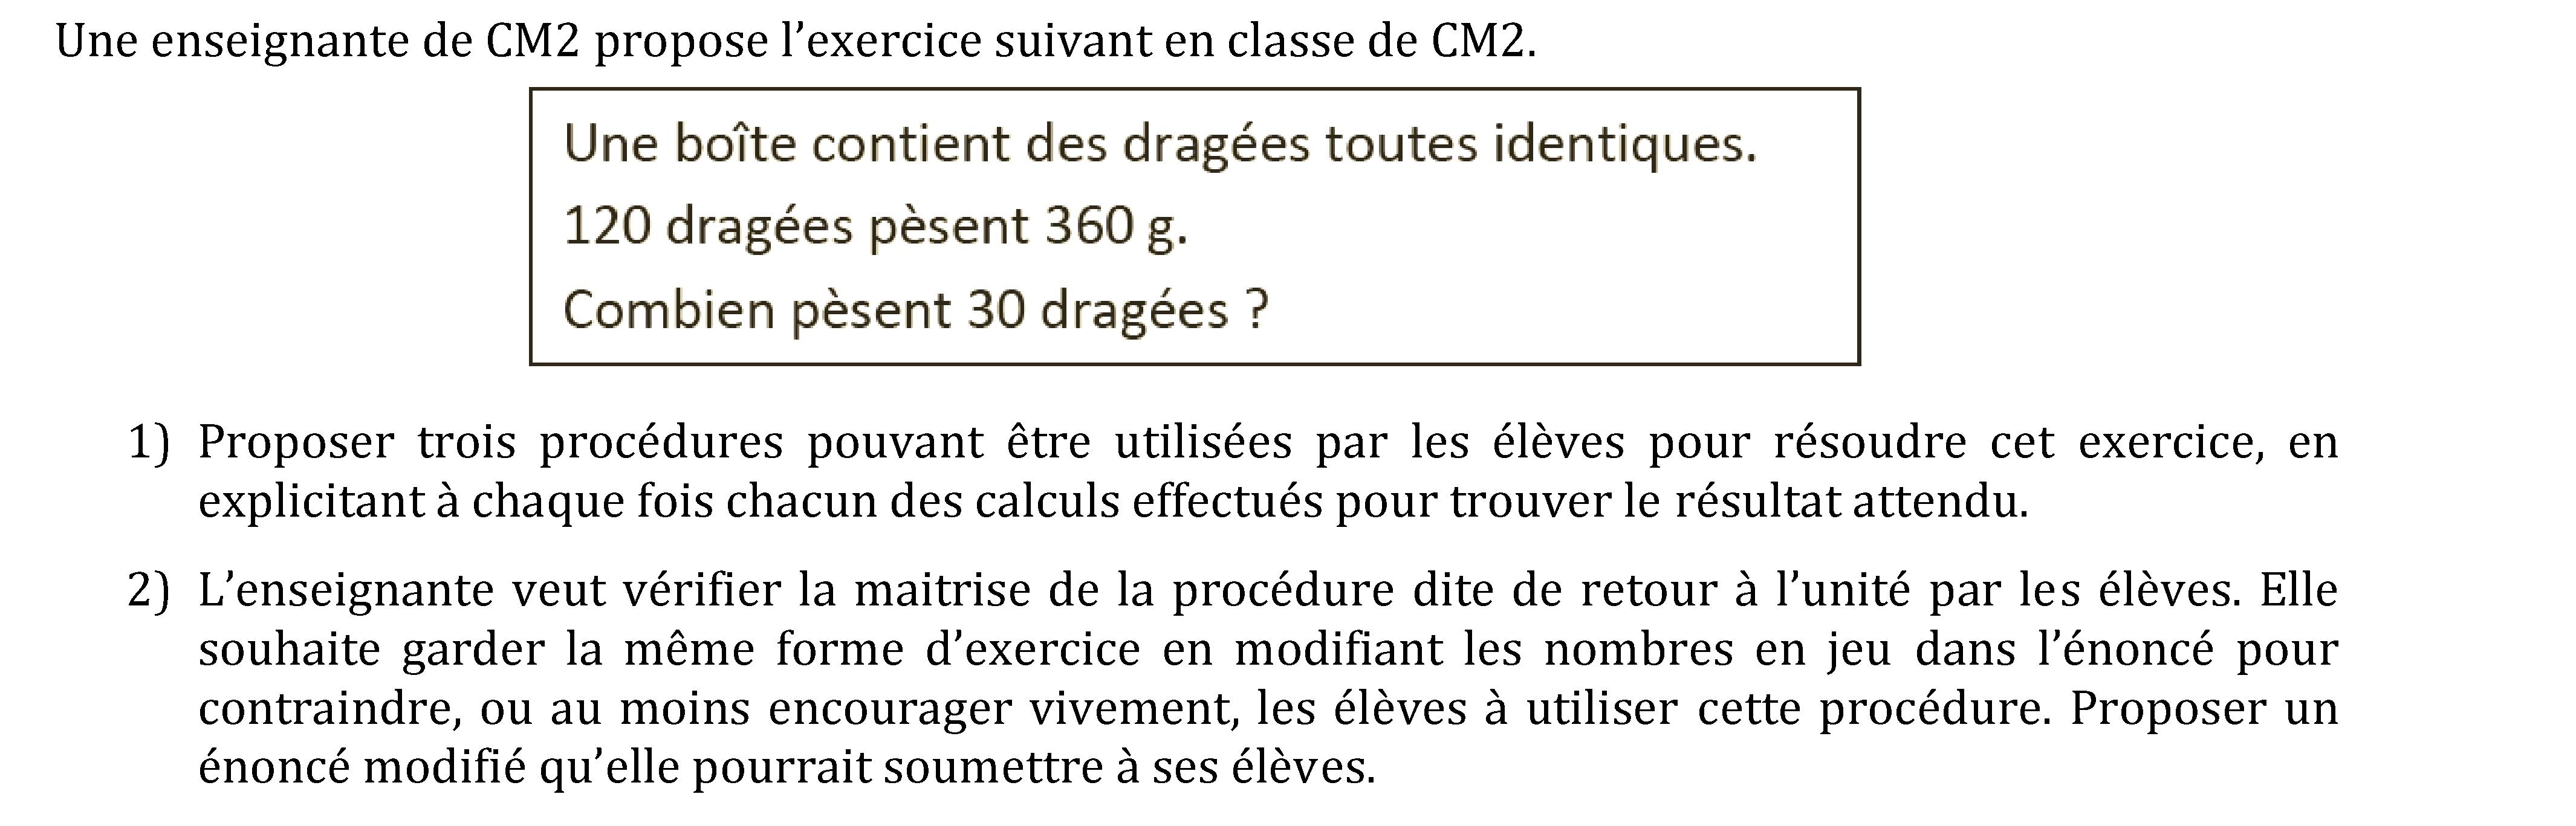 Une enseignante de CM2 propose l’exercice suivant en classe de CM2.
Une boîte contient des dragées toutes identiques.
120 dragées pèsent 360 g.
Combien pèsent 30 dragées ?
1) Proposer trois procédures pouvant être utilisées par les élèves pour résoudre cet exercice, en
explicitant à chaque fois chacun des calculs effectués pour trouver le résultat attendu.
2) L’enseignante veut vérifier la maitrise de la procédure dite de retour à l’unité par les élèves. Elle
souhaite garder la même forme d’exercice en modifiant les nombres en jeu dans l’énoncé pour
contraindre, ou au moins encourager vivement, les élèves à utiliser cette procédure. Proposer un
énoncé modifié qu’elle pourrait soumettre à ses élèves.